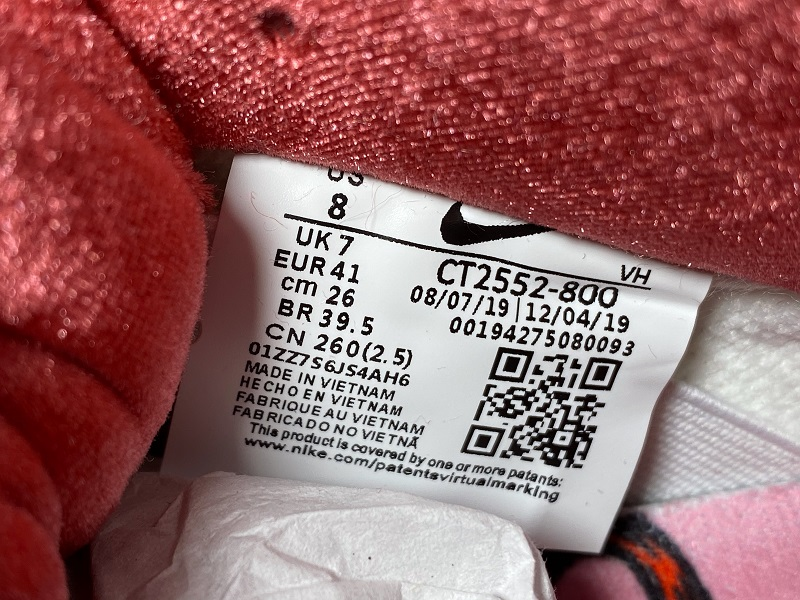 US
8
UK 7
EUR 41
cm 26
BR 39.5
CN 260(2.5)
01ZZ7S6JS4AH6
MADE IN VIETNAM
HECHO EN VIETNAM
FABRIQUE AU VIETNAM
FABRICADO NO VIETNÃ
VH
CT2552-800
08/07/19|12/04/19
00194275080093
This product is covered by one or more patents:
www.nike.com/patentsvirtualmarking